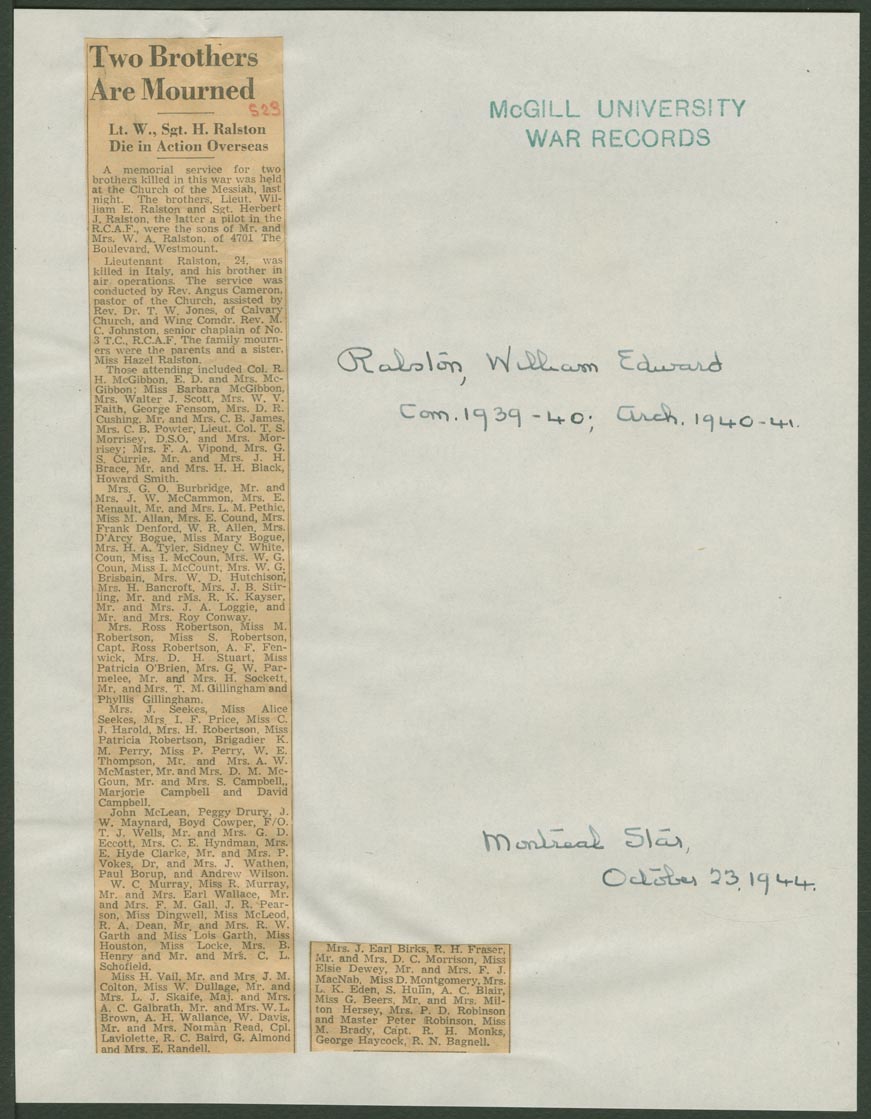 Two Brothers
Are Mourned
S23
Lt. W., Sgt. H. Ralston
Die in Action Overseas
A memorial service for two
brothers killed in this war was held
at the Church of the Messiah, last
night. The brothers, Lieut. Wil-
liam E. Ralston and Sgt. Herbert
J. Ralston, the latter a pilot in the
R.C.A.F., were the sons of Mr. and
Mrs. W. A. Ralston, of 4701 The
Boulevard, Westmount.
Lieutenant Ralston, 24, was
killed in Italy, and his brother in
air operations. The service was
conducted by Rev. Angus Cameron,
pastor of the Church, assisted by
Rev. Dr. T. W. Jones, of Calvary
Church, and Wing Comdr. Rev. M.
C. Johnston, senior chaplain of No.
3 T.C., R.C.A.F. The family mourn-
ers were the parents and a sister,
Miss Hazel Ralston.
Those attending included Col. R.
H. McGibbon, E. D. and Mrs. Mc-
Gibbon; Miss Barbara McGibbon,
Mrs. Walter J. Scott, Mrs. W. V.
Faith, George Fensom, Mrs. D. R.
Cushing, Mr. and Mrs. C. B. James,
Mrs. C. B. Powter, Lieut. Col. T. S.
Morrisey, D.S.O. and Mrs. Mor-
risey; Mrs. F. A. Vipond, Mrs. G.
S. Currie, Mr. and Mrs. J. H.
Brace, Mr. and Mrs. H. H. Black,
Howard Smith.
Mrs. G. O. Burbridge, Mr. and
Mrs. J. W. McCammon, Mrs. E.
Renault, Mr. and Mrs. L. M. Pethic,
Miss M. Allan, Mrs. E. Cound, Mrs.
Frank Denford, W. R. Allen, Mrs.
D'Arcy Bogue, Miss Mary Bogue,
Mrs. H. A. Tyler, Sidney C. White,
Coun, Miss I. McCoun, Mrs. W. G.
Coun, Miss I. McCount, Mrs. W. G.
Brisbain, Mrs. W. D. Hutchison,
Mrs. H. Bancroft, Mrs. J. B. Stir-
ling, Mr. and rMs. R. K. Kayser,
Mr. and Mrs. J. A. Loggie, and
Mr. and Mrs. Roy Conway.
Mrs. Ross Robertson, Miss M.
Robertson, Miss S. Robertson,
Capt. Ross Robertson, A. F. Fen-
wick, Mrs. D. H. Stuart, Miss
Patricia O'Brien, Mrs. G. W. Par-
melee, Mr. and Mrs. H. Sockett,
Mr. and Mrs. T. M. Gillingham and
Phyllis Gillingham.
Mrs. J. Seekes, Miss Alice
Seekes, Mrs. I. F. Price, Miss C.
J. Harold, Mrs. H. Robertson, Miss
Patricia Robertson, Brigadier K.
M. Perry, Miss P. Perry, W. E.
Thompson, Mr. and Mrs. A. W.
McMaster, Mr. and Mrs. D. M. Mc-
Goun, Mr. and Mrs. S. Campbell,
Marjorie Campbell and David
Campbell.
John McLean, Peggy Drury, J.
W. Maynard, Boyd Cowper, F/O.
T. J. Wells, Mr. and Mrs. G. D.
Eccott, Mrs. C. E. Hyndman, Mrs.
E. Hyde Clarke, Mr. and Mrs. P.
Vokes, Dr. and Mrs. J. Wathen,
Paul Borup, and Andrew Wilson.
W. C. Murray, Miss R. Murray,
Mr. and Mrs. Earl Wallace, Mr.
and Mrs. F. M. Gall, J. R. Pear-
son, Miss Dingwell, Miss McLeod,
R. A. Dean, Mr. and Mrs. R. W.
Garth and Miss Lois Garth, Miss
Houston, Miss Locke, Mrs. B.
Henry and Mr. and Mrs. C. L.
Schofield.
Miss H. Vail, Mr. and Mrs. J. M.
Colton, Miss W. Dullage, Mr. and
Mrs. L. J. Skaife, Maj. and Mrs.
A. C. Galbrath, Mr. and Mrs. W. L.
Brown, A. H. Wallance, W. Davis,
Mr. and Mrs. Norman Read, Cpl.
Laviolette, R. C. Baird, G. Almond
and Mrs. E. Randell.
Mrs. J. Earl Birks, R. H. Fraser,
Mr. and Mrs. D. C. Morrison, Miss
Elsie Dewey, Mr. and Mrs. F. J.
MacNab, Miss D. Montgomery, Mrs.
L. K. Eden, S. Hulin, A. C. Blair,
Miss G. Beers, Mr. and Mrs. Mil-
ton Hersey, Mrs. P. D. Robinson
and Master Peter Robinson, Miss
M. Brady, Capt. R. H. Monks,
George Haycock, R. N. Bagnell.
McGILL UNIVERSITY
WAR RECORDS
Ralston, William Edward
Com. 1939-40; Arch. 1940-41.
Montreal Star,
October 23, 1944.